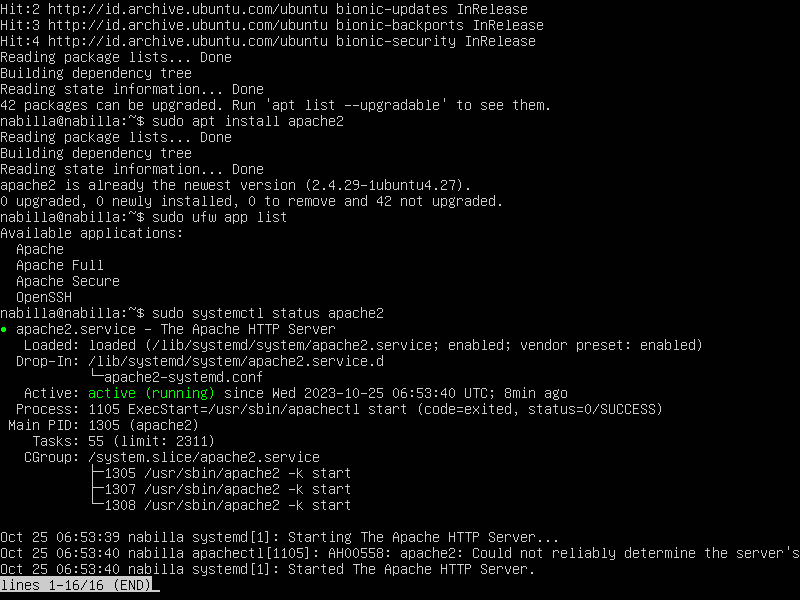 Hit:2 http://id.archive.ubuntu.com/ubuntu bionic-updates InRelease
Hit:3 http://id.archive.ubuntu.com/ubuntu bionic-backports InRelease
Hit:4 http://id.archive.ubuntu.com/ubuntu bionic-security InRelease
Reading package lists... Done
Building dependency tree
Reading state information... Done
42 packages can be upgraded. Run 'apt list --upgradable' to see them.
nabilla@nabilla:~$ sudo apt install apache2
Reading package lists... Done
Building dependency tree
Reading state information... Done
apache2 is already the newest version (2.4.29-1ubuntu4.27).
0 upgraded, 0 newly installed, 0 to remove and 42 not upgraded.
nabilla@nabilla:~$ sudo ufw app list
Available applications:
  Apache
  Apache Full
  Apache Secure
  OpenSSH
nabilla@nabilla:~$ sudo systemctl status apache2
● apache2.service - The Apache HTTP Server
   Loaded: loaded (/lib/systemd/system/apache2.service; enabled; vendor preset: enabled)
  Drop-In: /lib/systemd/system/apache2.service.d
           └─apache2-systemd.conf
   Active: active (running) since Wed 2023-10-25 06:53:40 UTC; 8min ago
  Process: 1105 ExecStart=/usr/sbin/apachectl start (code=exited, status=0/SUCCESS)
 Main PID: 1305 (apache2)
    Tasks: 55 (limit: 2311)
   CGroup: /system.slice/apache2.service
           ├─1305 /usr/sbin/apache2 -k start
           ├─1307 /usr/sbin/apache2 -k start
           └─1308 /usr/sbin/apache2 -k start
Oct 25 06:53:39 nabilla systemd[1]: Starting The Apache HTTP Server...
Oct 25 06:53:40 nabilla apachectl[1105]: AH00558: apache2: Could not reliably determine the server's
Oct 25 06:53:40 nabilla systemd[1]: Started The Apache HTTP Server.
lines 1-16/16 (END)